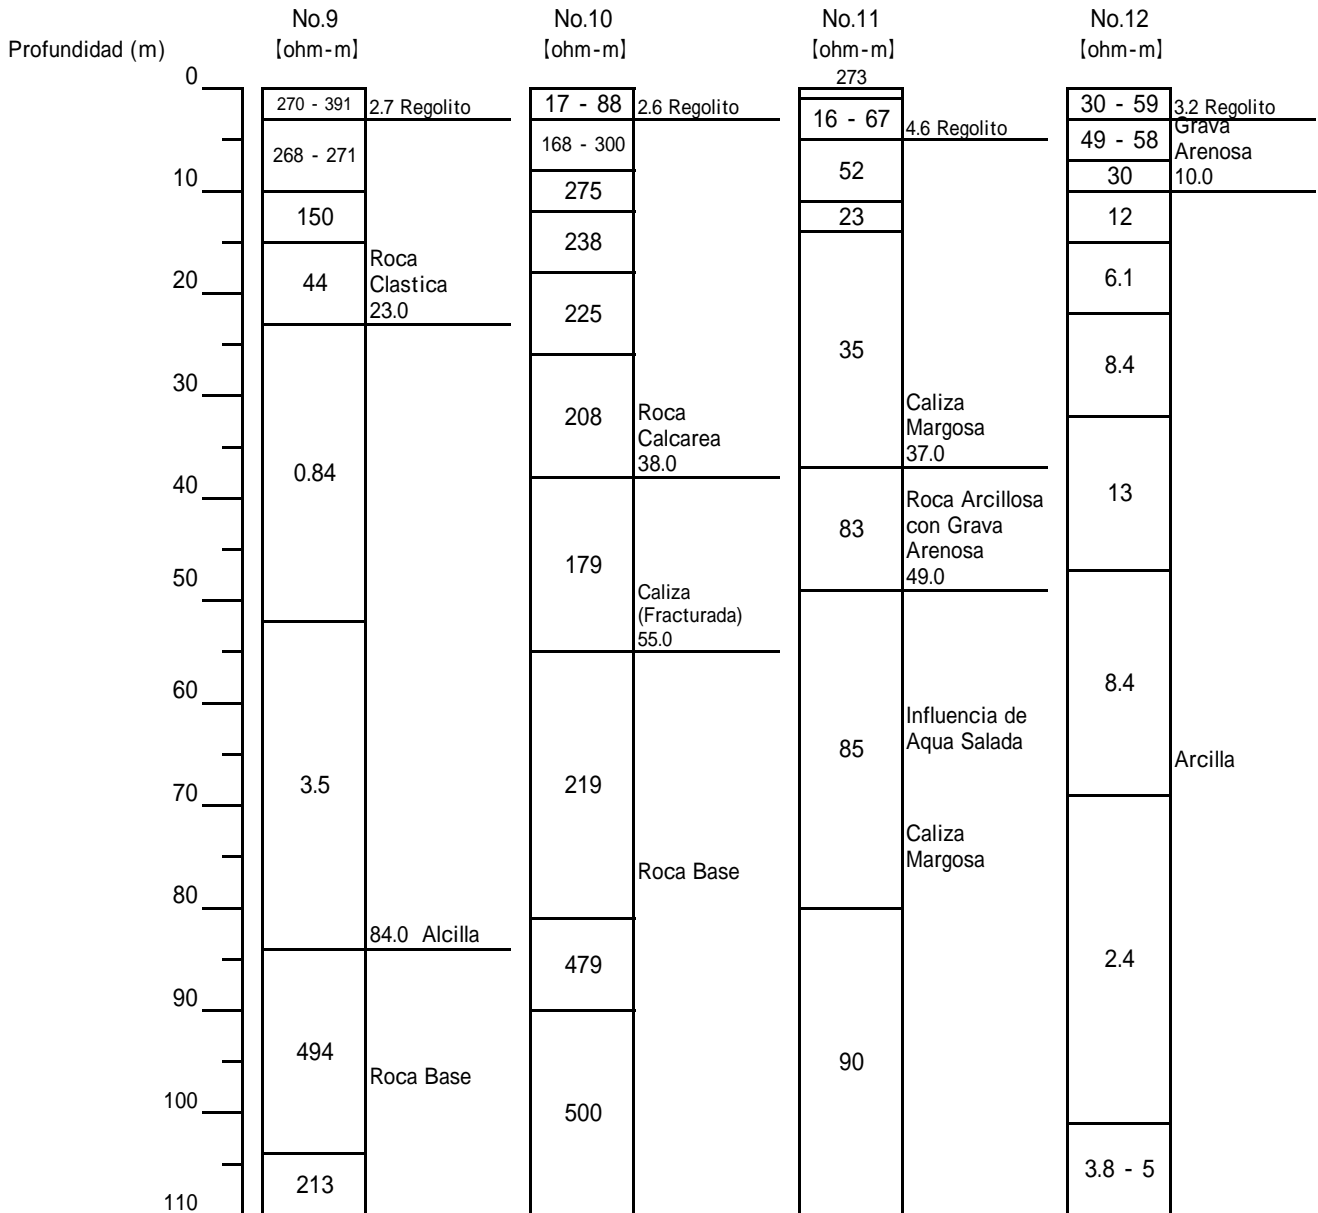 No.9
No.10
No.11
No.12
Profundidad (m)
[ohm-m]
[ohm-m]
[ohm-m]
[ohm-m]
0
10
20
30
40
50
60
70
80
90
100
110
270 - 391
2.7 Regolito
268 - 271
150
44
Roca
Clastica
23.0
0.84
3.5
84.0 Alcilla
494
Roca Base
213
17 - 88
2.6 Regolito
168 - 300
275
238
225
208
Roca
Calcarea
38.0
179
Caliza
(Fracturada)
55.0
219
Roca Base
479
500
273
16 - 67
4.6 Regolito
52
23
35
Caliza
Margosa
37.0
83
Roca Arcillosa
con Grava
Arenosa
49.0
85
Influencia de
Aqua Salada
Caliza
Margosa
90
30 - 59
3.2 Regolito
49 - 58
Grava
Arenosa
30
10.0
12
6.1
8.4
13
8.4
Arcilla
2.4
3.8 - 5